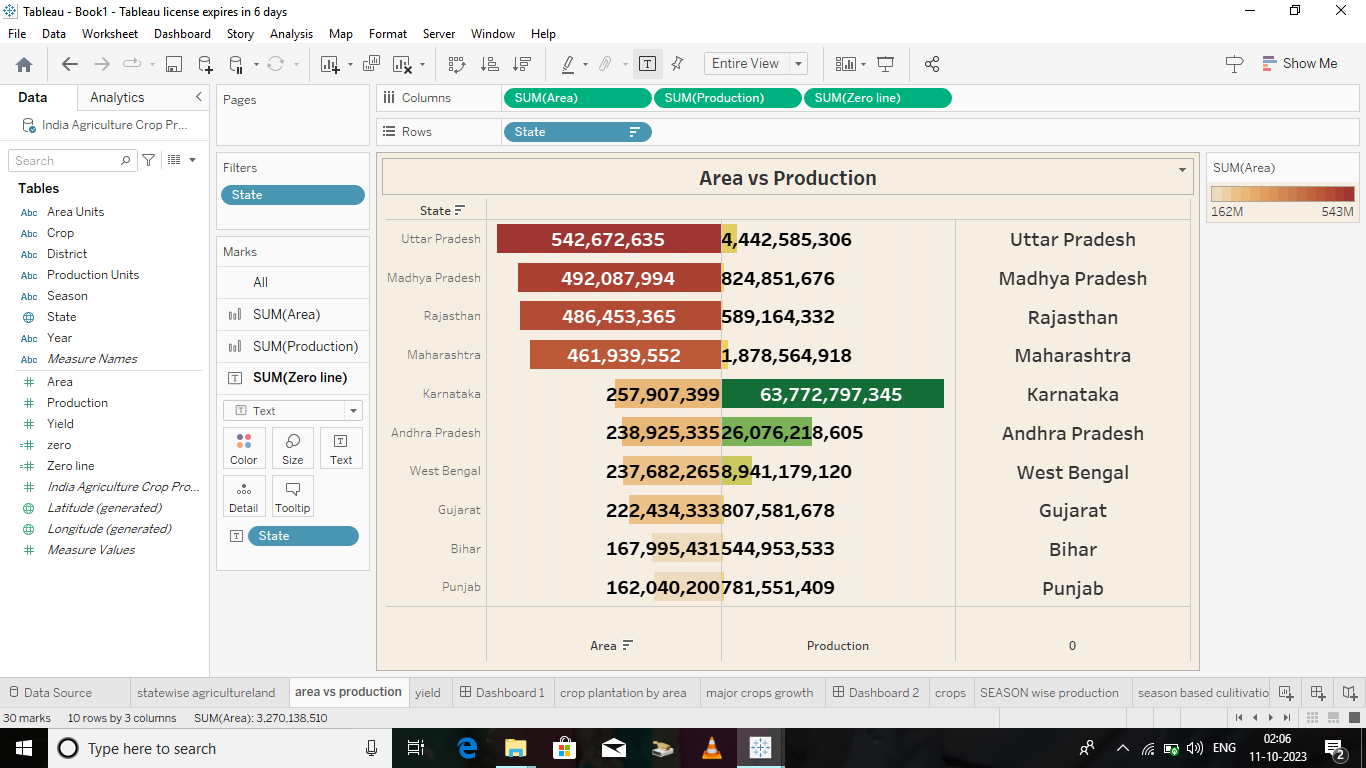 Tableau - Book1 - Tableau license expires in 6 days
File Data Worksheet Dashboard Story Analysis Map Format Server Window Help
Entire View
Show Me
Data Analytics
India Agriculture Crop Pr...
Search
Tables
Abc Area Units
Abc Crop
Abc District
Abc Production Units
Abc Season
State
Abc Year
Abc Measure Names
Area
Production
Yield
zero
Zero line
India Agriculture Crop Pro...
Latitude (generated)
Longitude (generated)
Measure Values
Pages
Filters
State
Marks
All
SUM(Area)
SUM(Production)
SUM(Zero line)
Text
Color Size Text
Detail Tooltip
State
Columns SUM(Area) SUM(Production) SUM(Zero line)
Rows State
Area vs Production
State
Uttar Pradesh 542,672,635 4,442,585,306 Uttar Pradesh
Madhya Pradesh 492,087,994 824,851,676 Madhya Pradesh
Rajasthan 486,453,365 589,164,332 Rajasthan
Maharashtra 461,939,552 1,878,564,918 Maharashtra
Karnataka 257,907,399 63,772,797,345 Karnataka
Andhra Pradesh 238,925,335 26,076,218,605 Andhra Pradesh
West Bengal 237,682,265 8,941,179,120 West Bengal
Gujarat 222,434,333 807,581,678 Gujarat
Bihar 167,995,431 544,953,533 Bihar
Punjab 162,040,200 781,551,409 Punjab
Area Production 0
SUM(Area)
162M 543M
Data Source statewise agricultureland area vs production yield Dashboard 1 crop plantation by area major crops growth Dashboard 2 crops SEASON wise production season based cultivatio
30 marks 10 rows by 3 columns SUM(Area): 3,270,138,510
Type here to search
ENG
02:06
11-10-2023
2